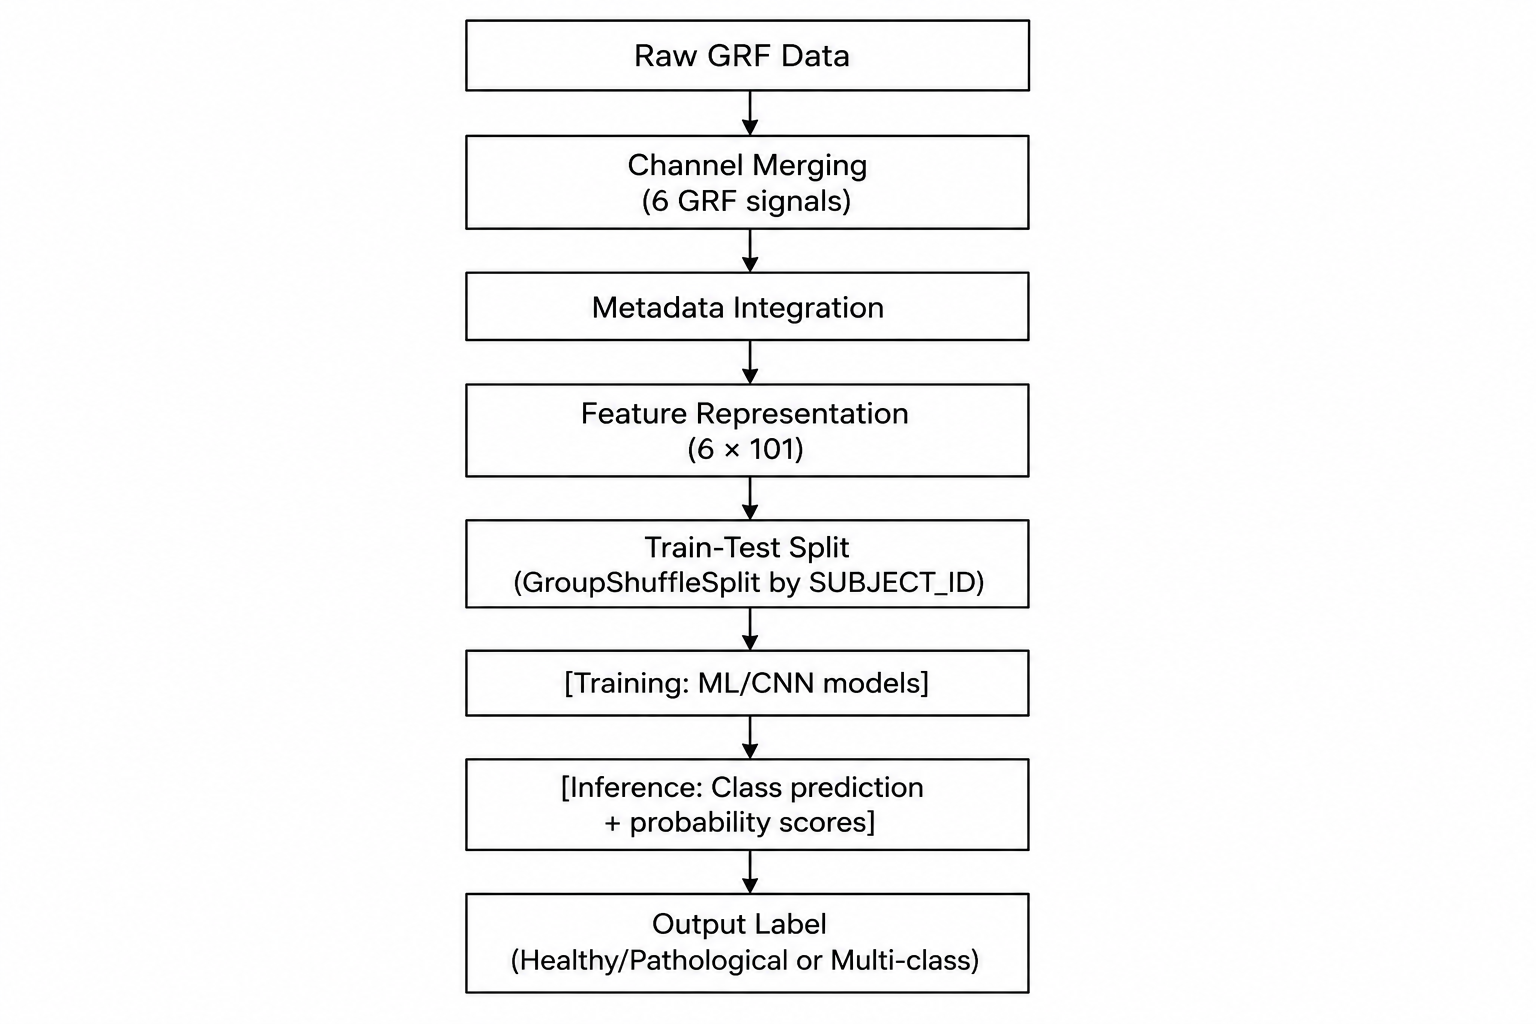 Raw GRF Data
Channel Merging
(6 GRF signals)
Metadata Integration
Feature Representation
(6 × 101)
Train-Test Split
(GroupShuffleSplit by SUBJECT_ID)
[Training: ML/CNN models]
[Inference: Class prediction
+ probability scores]
Output Label
(Healthy/Pathological or Multi-class)